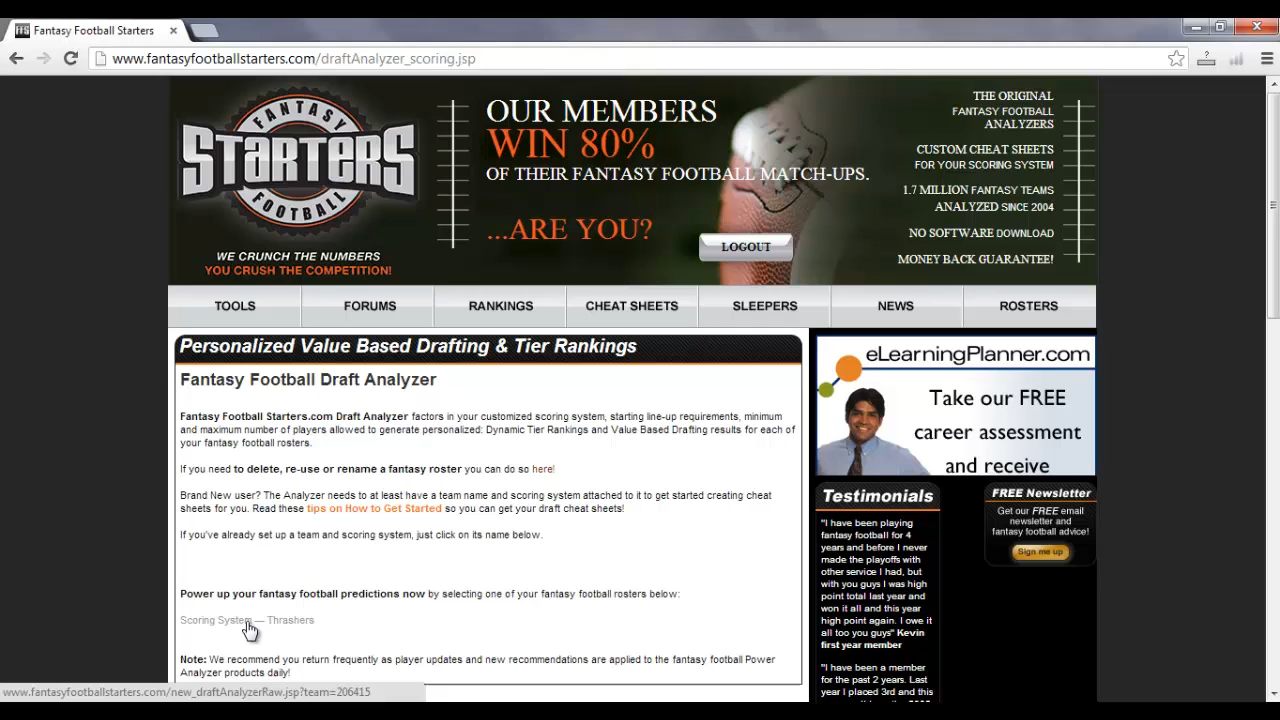 Fantasy Football Starters
www.fantasyfootballstarters.com/draftAnalyzer_scoring.jsp
FANTASY
STARTERS
FOOTBALL
WE CRUNCH THE NUMBERS
YOU CRUSH THE COMPETITION!
OUR MEMBERS
WIN 80%
OF THEIR FANTASY FOOTBALL MATCH-UPS.
...ARE YOU?
LOGOUT
THE ORIGINAL
FANTASY FOOTBALL
ANALYZERS
CUSTOM CHEAT SHEETS
FOR YOUR SCORING SYSTEM
1.7 MILLION FANTASY TEAMS
ANALYZED SINCE 2004
NO SOFTWARE DOWNLOAD
MONEY BACK GUARANTEE!
TOOLS
FORUMS
RANKINGS
CHEAT SHEETS
SLEEPERS
NEWS
ROSTERS
Personalized Value Based Drafting & Tier Rankings
Fantasy Football Draft Analyzer
Fantasy Football Starters.com Draft Analyzer factors in your customized scoring system, starting line-up requirements, minimum
and maximum number of players allowed to generate personalized: Dynamic Tier Rankings and Value Based Drafting results for each of
your fantasy football rosters.
If you need to delete, re-use or rename a fantasy roster you can do so here!
Brand New user? The Analyzer needs to at least have a team name and scoring system attached to it to get started creating cheat
sheets for you. Read these tips on How to Get Started so you can get your draft cheat sheets!
If you've already set up a team and scoring system, just click on its name below.
Power up your fantasy football predictions now by selecting one of your fantasy football rosters below:
Scoring System — Thrashers
Note: We recommend you return frequently as player updates and new recommendations are applied to the fantasy football Power
Analyzer products daily!
www.fantasyfootballstarters.com/new_draftAnalyzerRaw.jsp?team=206415
eLearningPlanner.com
Take our FREE
career assessment
and receive
Testimonials
"I have been playing
fantasy football for 4
years and before I never
made the playoffs with
other service I had, but
with you guys I was high
point total last year and
won it all and this year
high point again. I owe it
all too you guys" Kevin
first year member
"I have been a member
for the past 2 years. Last
year I placed 3rd and this
FREE Newsletter
Get our FREE email
newsletter and
fantasy football advice!
Sign me up